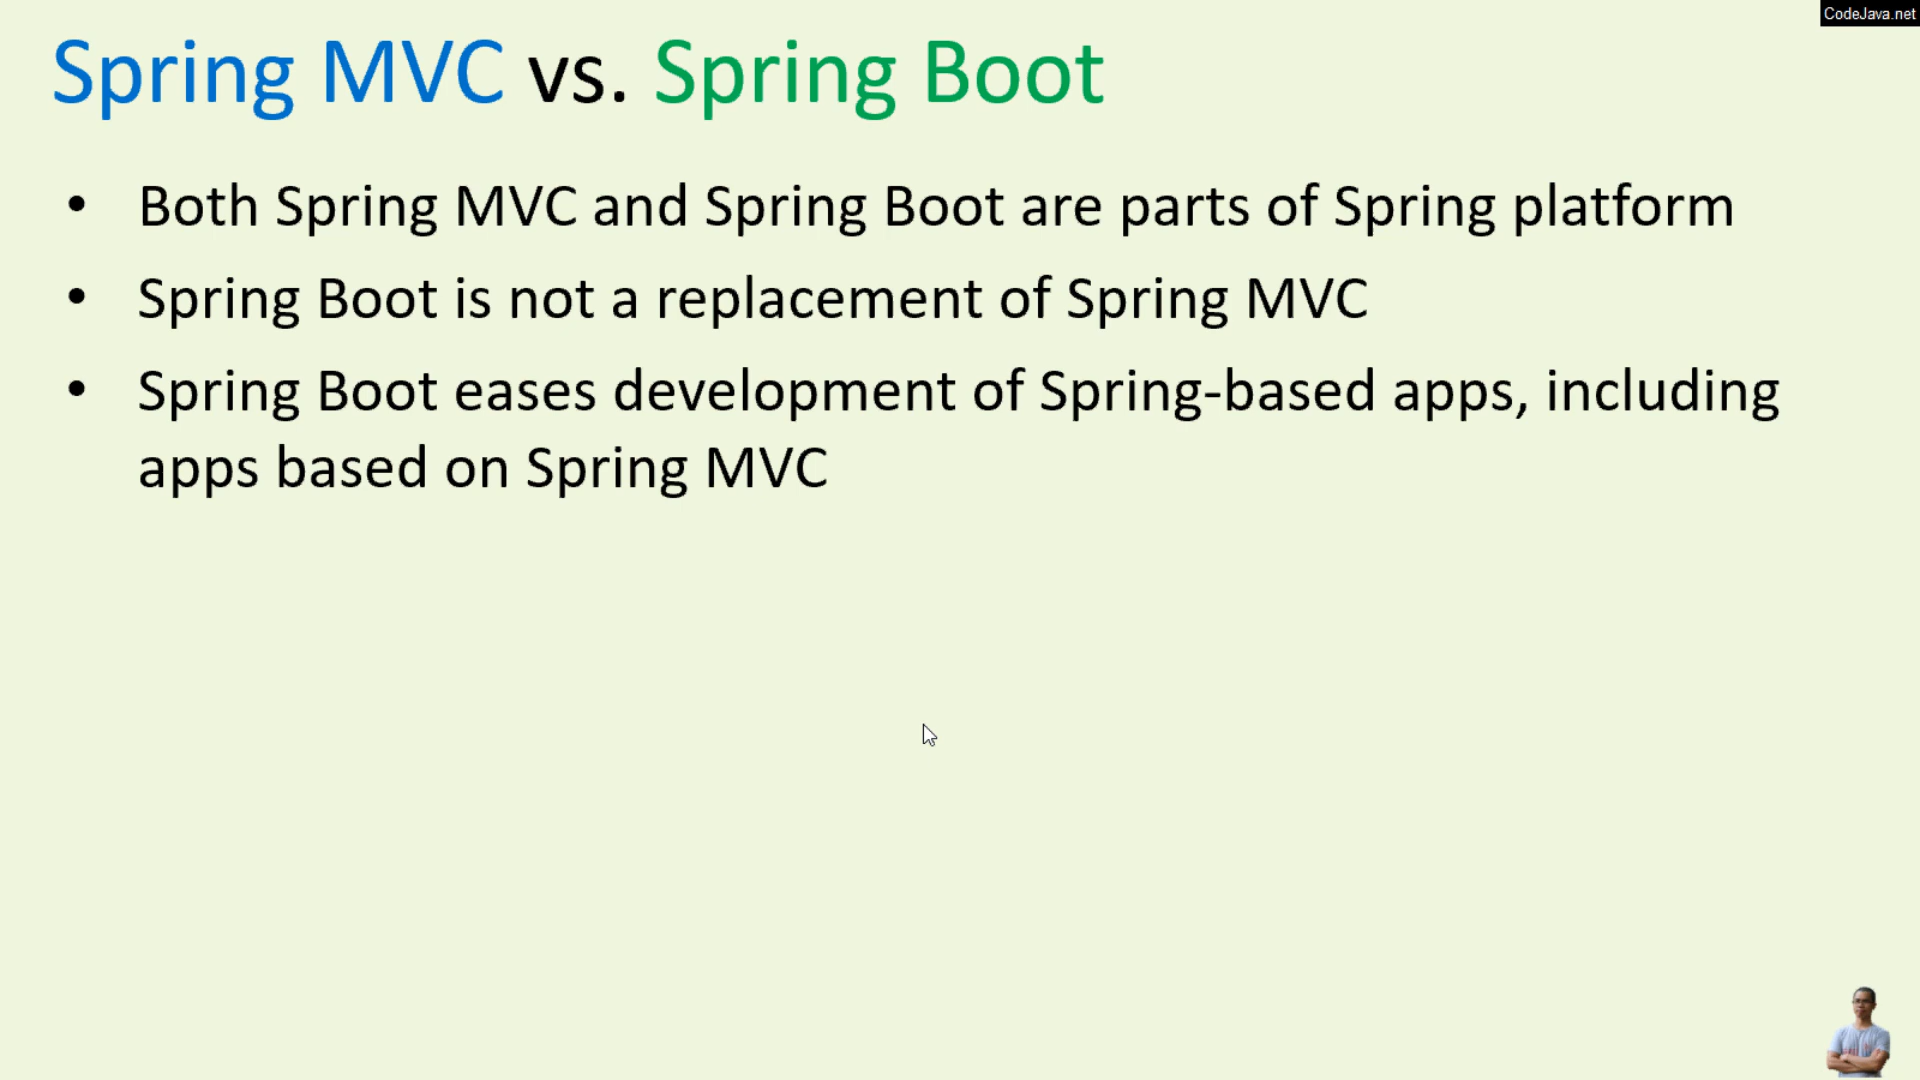 CodeJava.net
Spring MVC vs. Spring Boot
• Both Spring MVC and Spring Boot are parts of Spring platform
• Spring Boot is not a replacement of Spring MVC
• Spring Boot eases development of Spring-based apps, including
apps based on Spring MVC